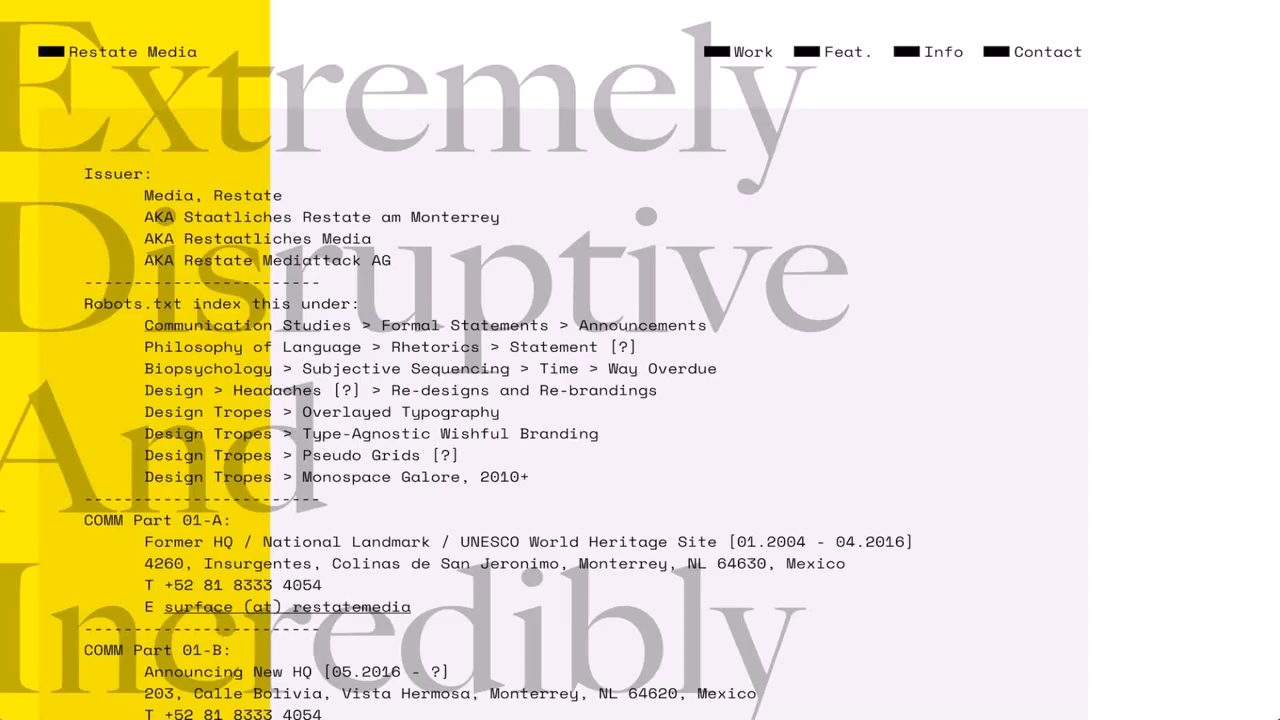 Restate Media
Work
Feat.
Info
Contact
Extremely
Disruptive
And
Incredibly
Issuer:
Media, Restate
AKA Staatliches Restate am Monterrey
AKA Restaatliches Media
AKA Restate Mediattack AG
------------------------
Robots.txt index this under:
Communication Studies > Formal Statements > Announcements
Philosophy of Language > Rhetorics > Statement [?]
Biopsychology > Subjective Sequencing > Time > Way Overdue
Design > Headaches [?] > Re-designs and Re-brandings
Design Tropes > Overlayed Typography
Design Tropes > Type-Agnostic Wishful Branding
Design Tropes > Pseudo Grids [?]
Design Tropes > Monospace Galore, 2010+
------------------------
COMM Part 01-A:
Former HQ / National Landmark / UNESCO World Heritage Site [01.2004 - 04.2016]
4260, Insurgentes, Colinas de San Jeronimo, Monterrey, NL 64630, Mexico
T +52 81 8333 4054
E surface (at) restatemedia
------------------------
COMM Part 01-B:
Announcing New HQ [05.2016 - ?]
203, Calle Bolivia, Vista Hermosa, Monterrey, NL 64620, Mexico
T +52 81 8333 4054